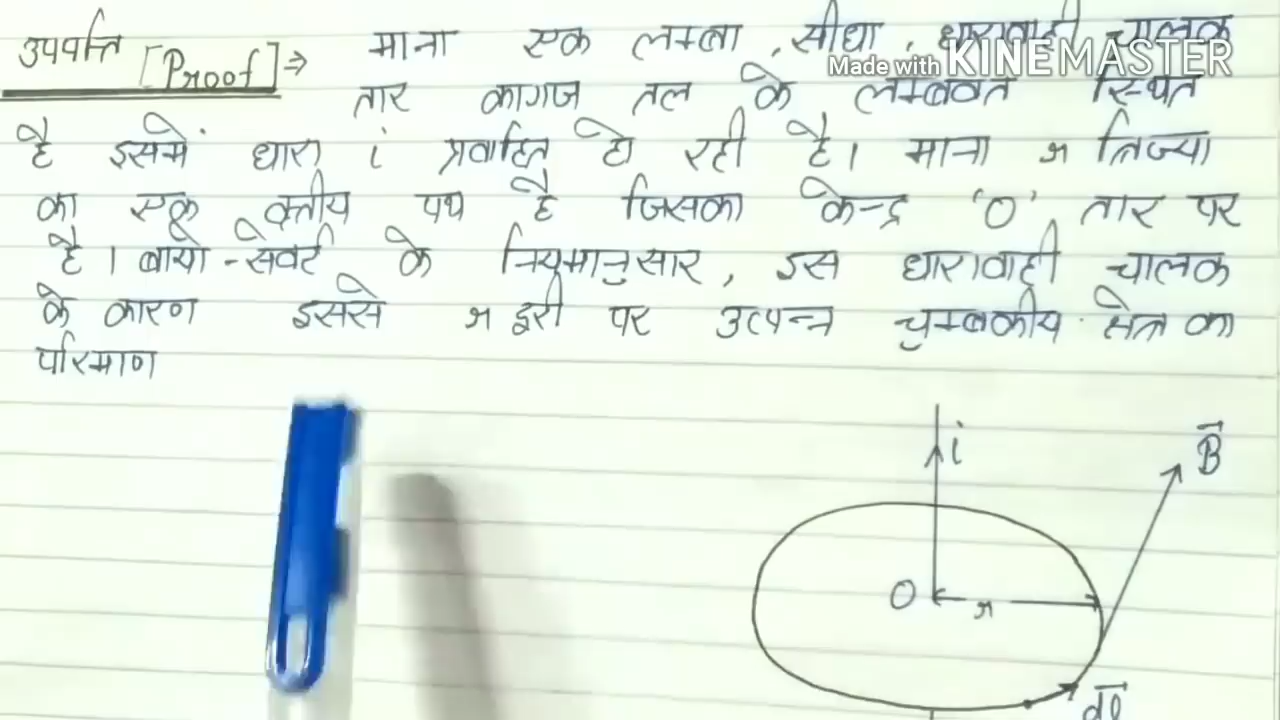 उपपत्ति [Proof] ⇒ माना एक लम्बा, सीधा, धारावाही चालक
Made with KINEMASTER
तार कागज तल के लम्बवत स्थित
है इसमें धारा i प्रवाहित हो रही है। माना r त्रिज्या
का एक वृत्तीय पथ है जिसका केन्द्र 'O' तार पर
है। बायो-सेवर्ट के नियमानुसार, इस धारावाही चालक
के कारण इससे r दूरी पर उत्पन्न चुम्बकीय क्षेत्र का
परिमाण
i
B⃗
O
r
dl⃗